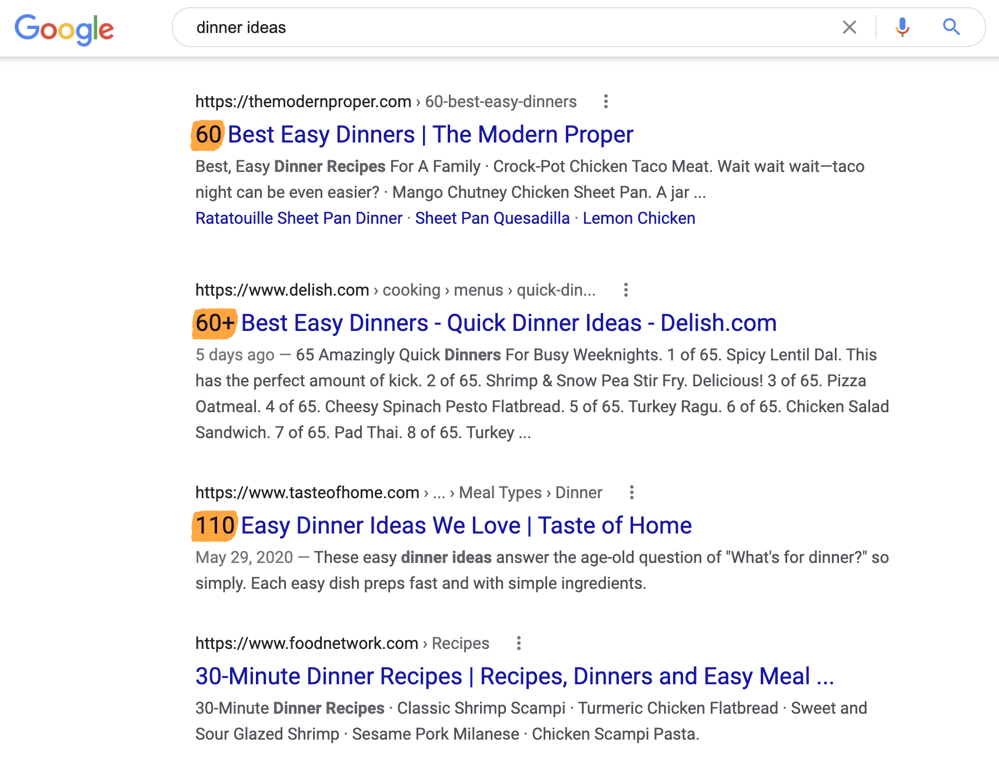 Google
dinner ideas
https://themodernproper.com › 60-best-easy-dinners
60 Best Easy Dinners | The Modern Proper
Best, Easy Dinner Recipes For A Family · Crock-Pot Chicken Taco Meat. Wait wait wait—taco
night can be even easier? · Mango Chutney Chicken Sheet Pan. A jar ...
Ratatouille Sheet Pan Dinner · Sheet Pan Quesadilla · Lemon Chicken
https://www.delish.com › cooking › menus › quick-din...
60+ Best Easy Dinners - Quick Dinner Ideas - Delish.com
5 days ago — 65 Amazingly Quick Dinners For Busy Weeknights. 1 of 65. Spicy Lentil Dal. This
has the perfect amount of kick. 2 of 65. Shrimp & Snow Pea Stir Fry. Delicious! 3 of 65. Pizza
Oatmeal. 4 of 65. Cheesy Spinach Pesto Flatbread. 5 of 65. Turkey Ragu. 6 of 65. Chicken Salad
Sandwich. 7 of 65. Pad Thai. 8 of 65. Turkey ...
https://www.tasteofhome.com › ... › Meal Types › Dinner
110 Easy Dinner Ideas We Love | Taste of Home
May 29, 2020 — These easy dinner ideas answer the age-old question of "What's for dinner?" so
simply. Each easy dish preps fast and with simple ingredients.
https://www.foodnetwork.com › Recipes
30-Minute Dinner Recipes | Recipes, Dinners and Easy Meal ...
30-Minute Dinner Recipes · Classic Shrimp Scampi · Turmeric Chicken Flatbread · Sweet and
Sour Glazed Shrimp · Sesame Pork Milanese · Chicken Scampi Pasta.